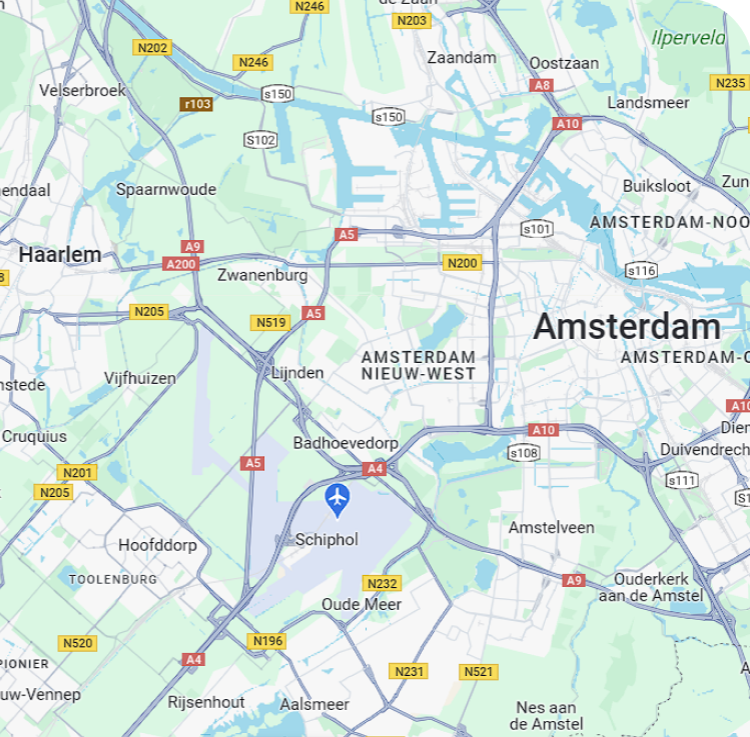 N246
de Zaan
N203
Ilperveld
N202
N246
Zaandam
Oostzaan
N235
Velserbroek
s150
A8
r103
Landsmeer
s150
A10
S102
endaal
Spaarnwoude
Buiksloot
Zun
AMSTERDAM-NOO
s101
A5
A9
Haarlem
A200
Zwanenburg
N200
s116
N205
A5
N519
Amsterdam
AMSTERDAM
NIEUW-WEST
AMSTERDAM-
Lijnden
Vijfhuizen
nstede
A10
Cruquius
Badhoevedorp
A10
Dien
Duivendrech
s108
A5
A4
N201
s111
N205
S1
Schiphol
Amstelveen
Hoofddorp
TOOLENBURG
N232
A9
Ouderkerk
aan de Amstel
Oude Meer
N520
N196
A4
PIONIER
N231
N521
uw-Vennep
Rijsenhout
Aalsmeer
Nes aan
de Amstel